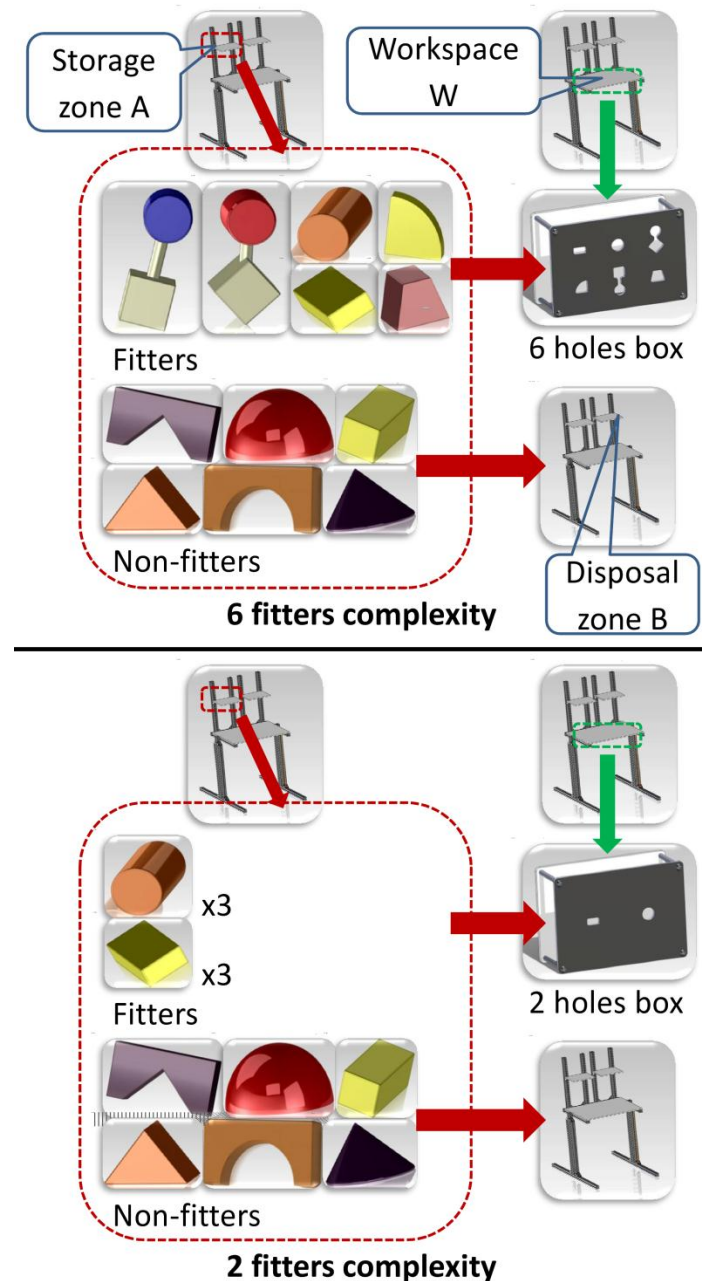 Storage
zone A
Workspace
W
Fitters
6 holes box
Non-fitters
Disposal
zone B
6 fitters complexity
x3
x3
Fitters
2 holes box
Non-fitters
2 fitters complexity